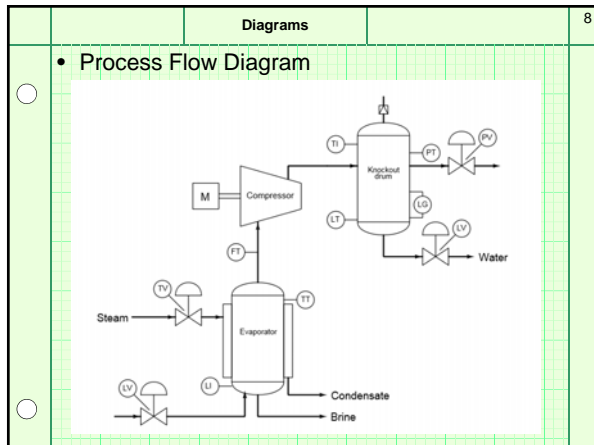 Diagrams
8
• Process Flow Diagram
TI
PV
PT
Knockout
drum
M
Compressor
LG
LT
LV
Water
FT
TV
TT
Steam
Evaporator
LV
LI
Condensate
Brine